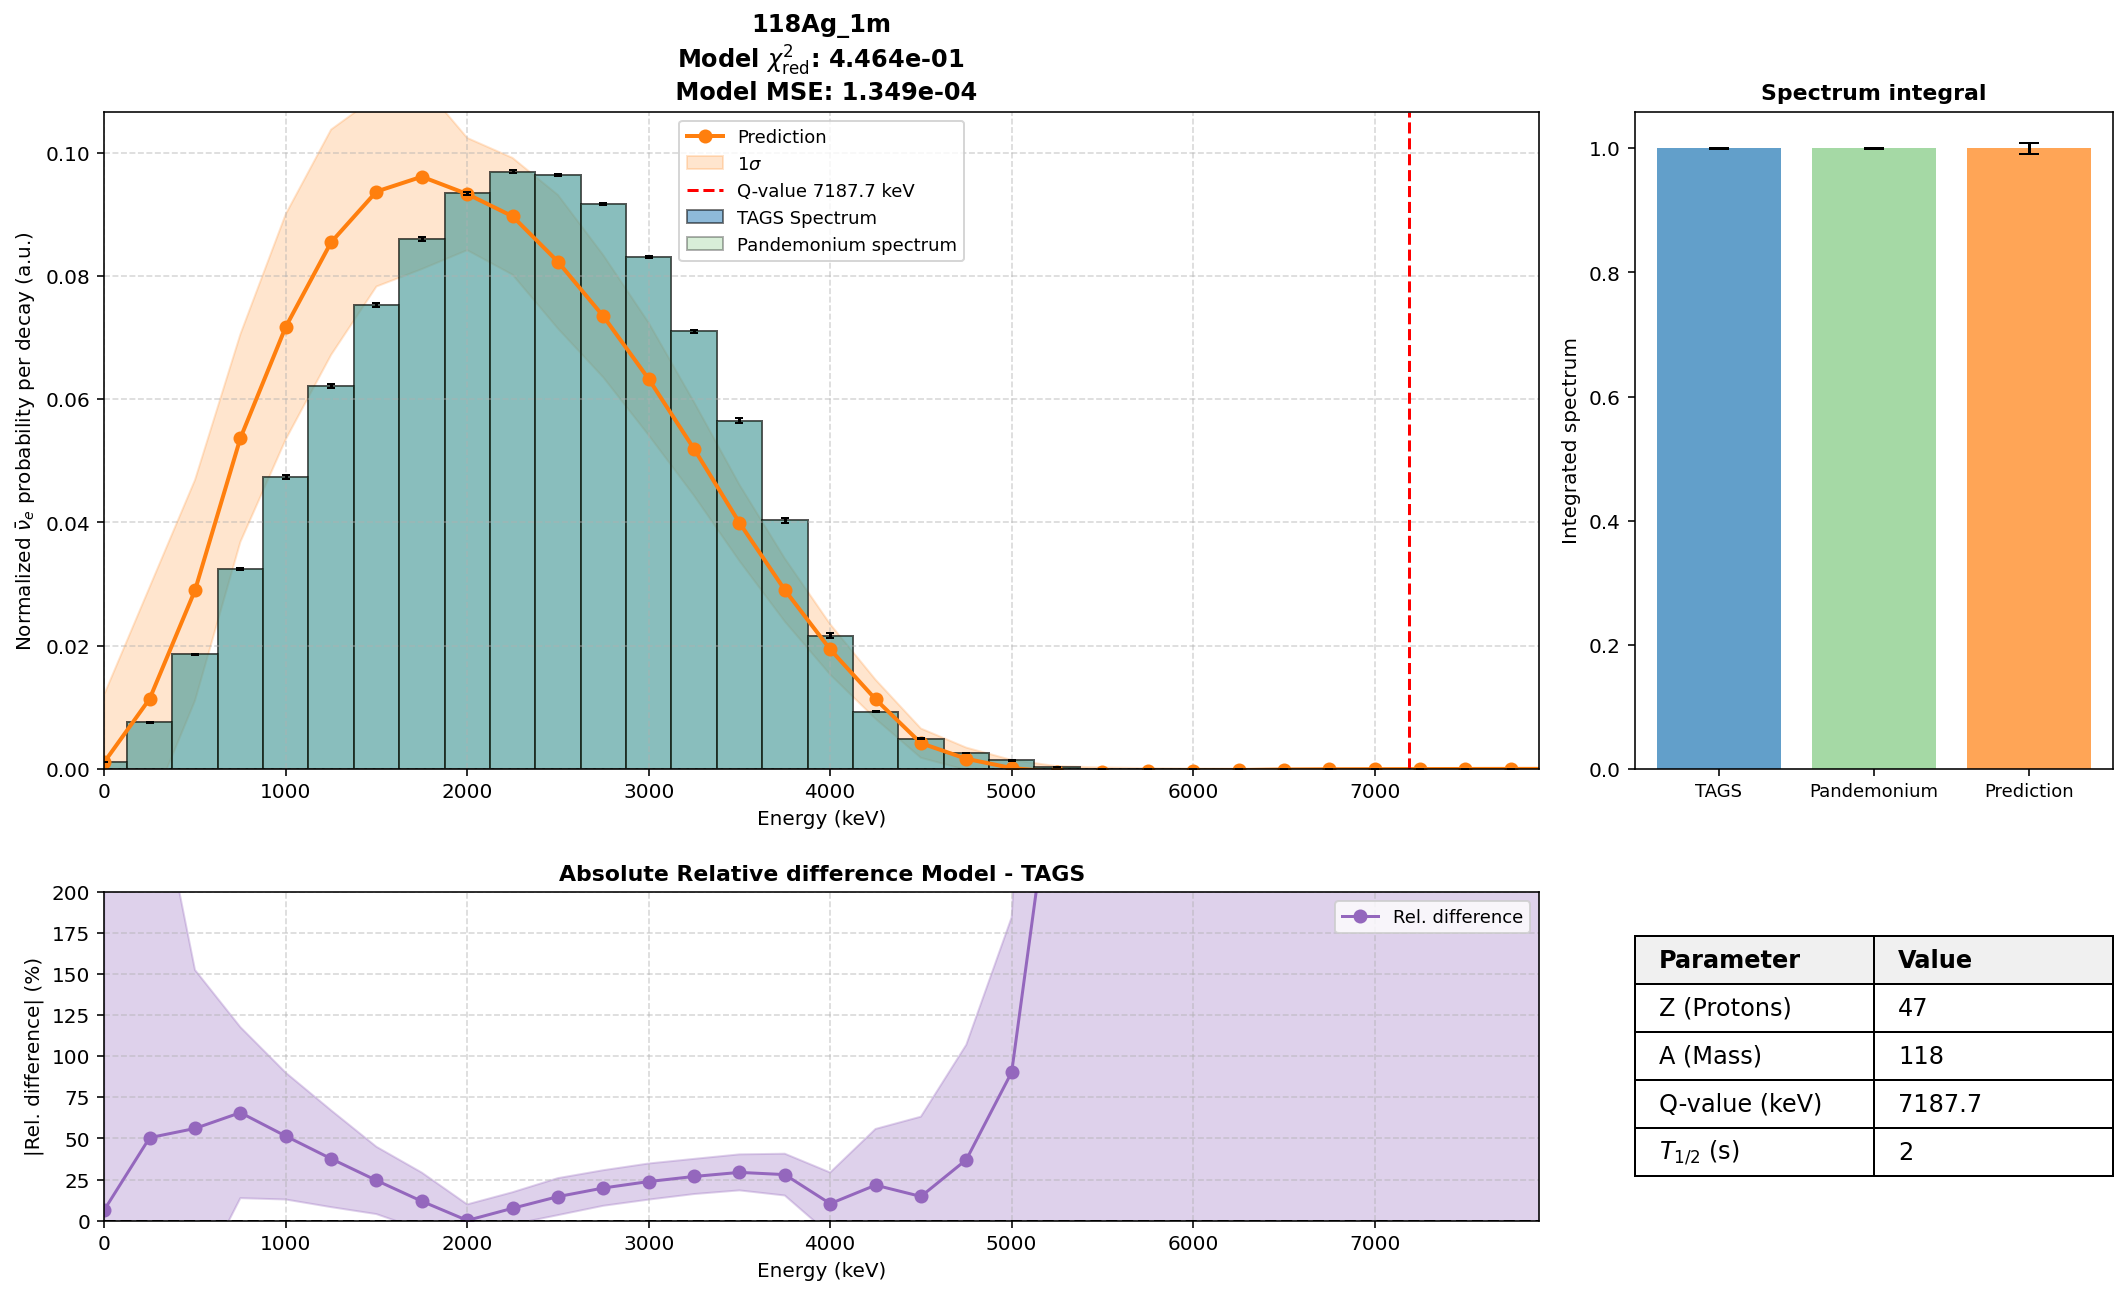 118Ag_1m
Model χ²red: 4.464e-01
Model MSE: 1.349e-04
Normalized ν̄e probability per decay (a.u.)
0.10
0.08
0.06
0.04
0.02
0.00
0 1000 2000 3000 4000 5000 6000 7000
Energy (keV)
Prediction
1σ
Q-value 7187.7 keV
TAGS Spectrum
Pandemonium spectrum
Spectrum integral
Integrated spectrum
1.0
0.8
0.6
0.4
0.2
0.0
TAGS Pandemonium Prediction
Absolute Relative difference Model - TAGS
|Rel. difference| (%)
200
175
150
125
100
75
50
25
0
0 1000 2000 3000 4000 5000 6000 7000
Energy (keV)
Rel. difference
Parameter Value
Z (Protons) 47
A (Mass) 118
Q-value (keV) 7187.7
T1/2 (s) 2